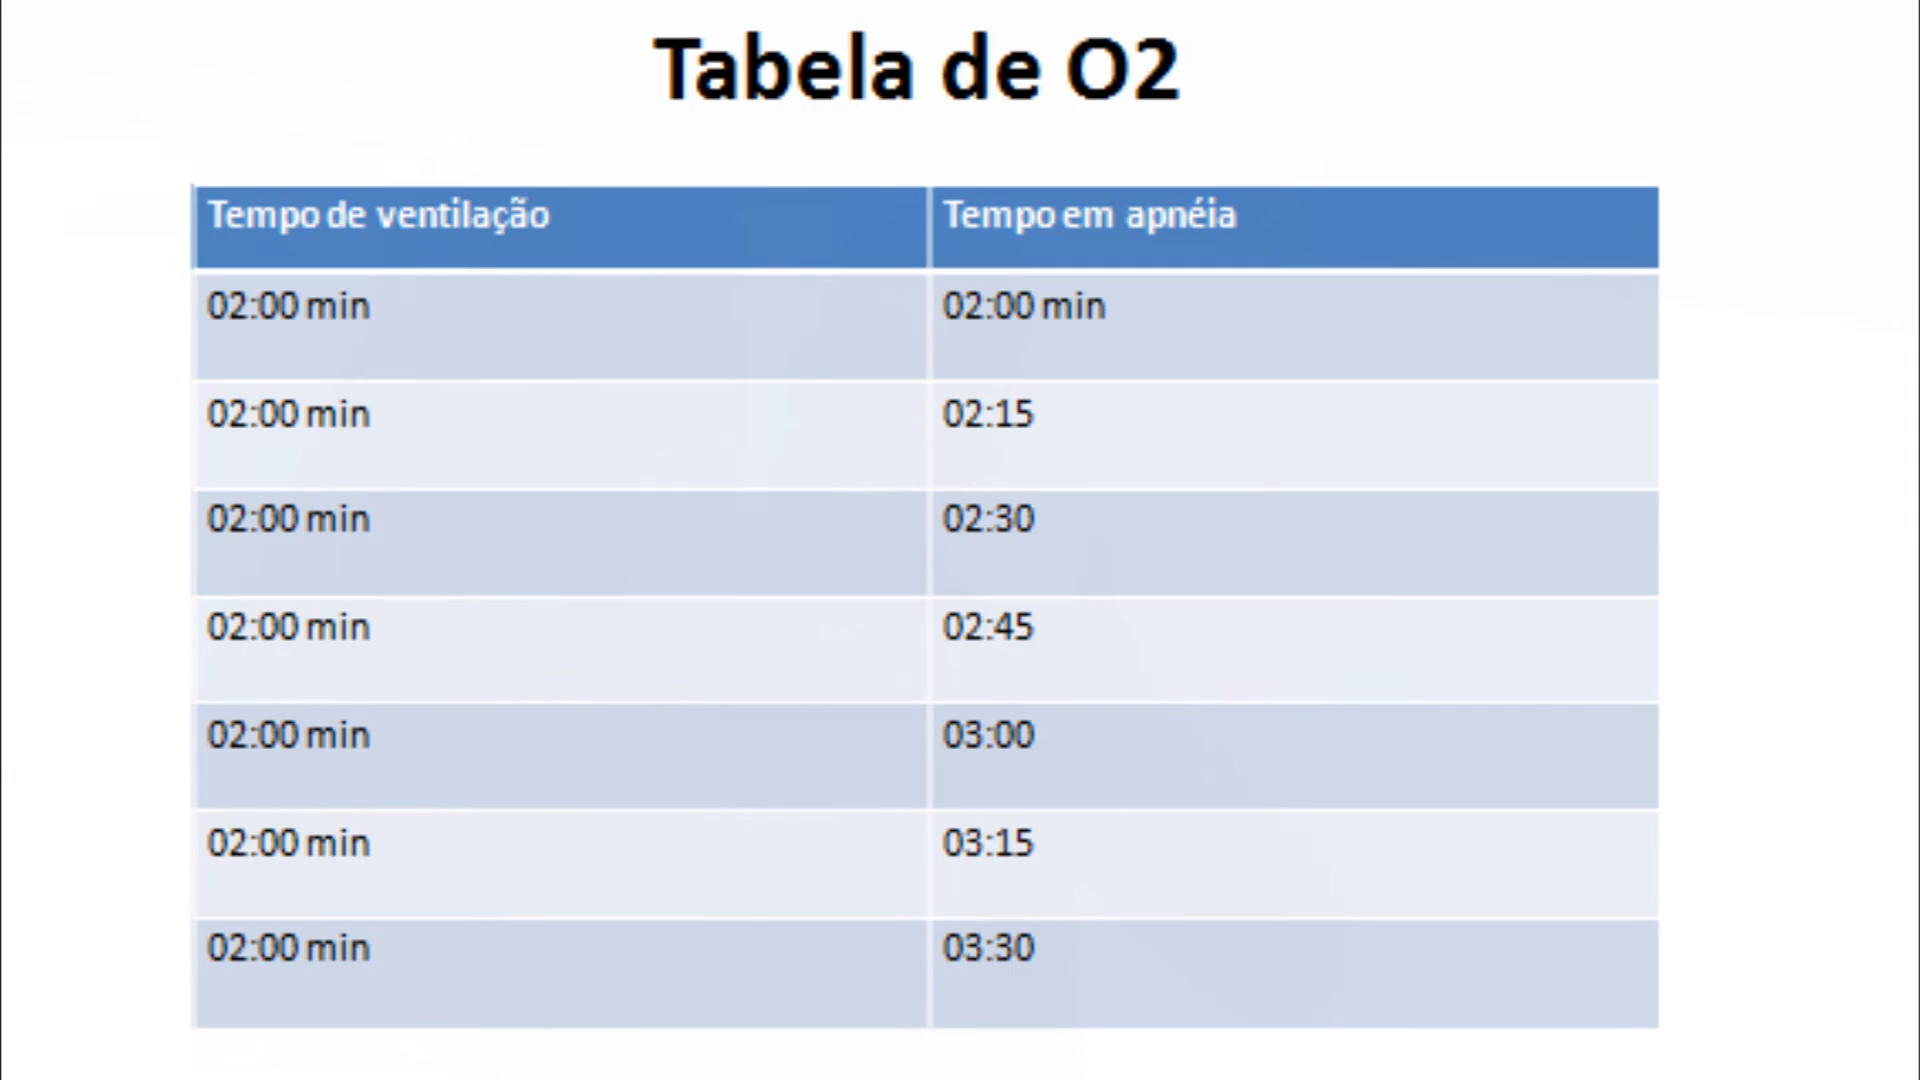 Tabela de O2
Tempo de ventilação Tempo em apnéia
02:00 min 02:00 min
02:00 min 02:15
02:00 min 02:30
02:00 min 02:45
02:00 min 03:00
02:00 min 03:15
02:00 min 03:30